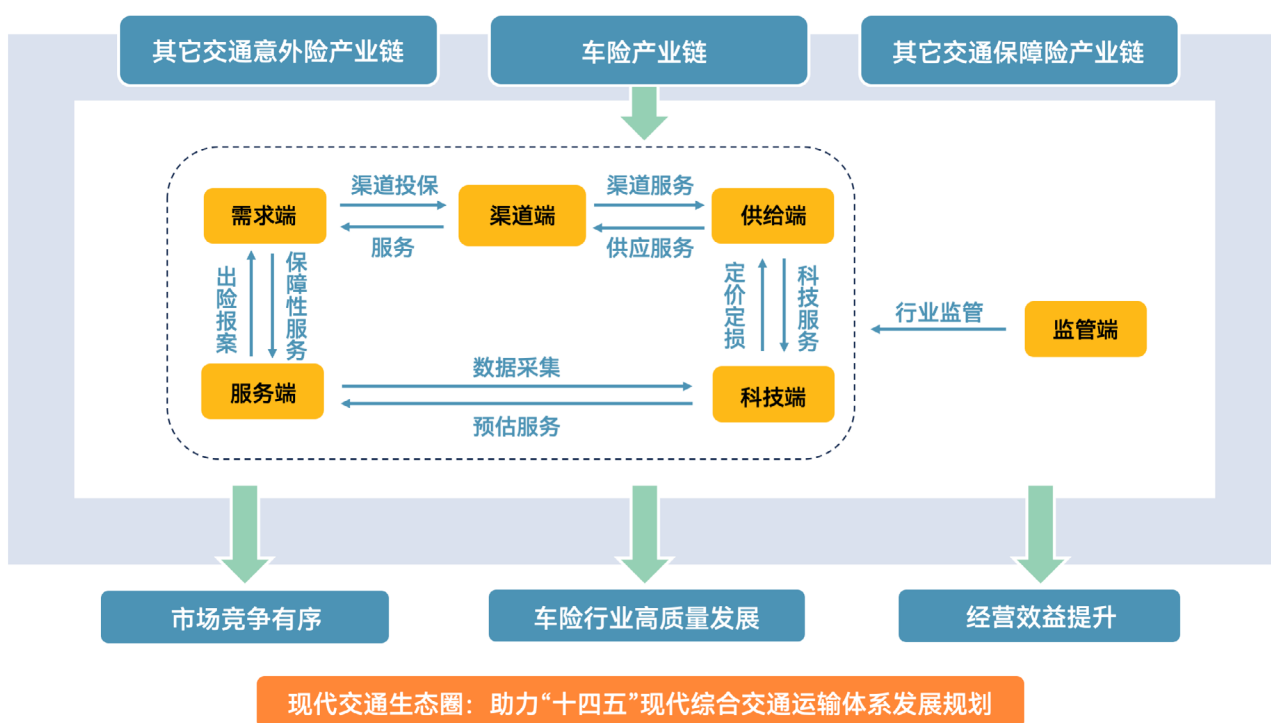 其它交通意外险产业链
车险产业链
其它交通保障险产业链
渠道投保
渠道服务
需求端
渠道端
供给端
服务
供应服务
出险报案
保障性服务
定价定损
科技服务
行业监管
监管端
数据采集
服务端
科技端
预估服务
市场竞争有序
车险行业高质量发展
经营效益提升
现代交通生态圈：助力“十四五”现代综合交通运输体系发展规划